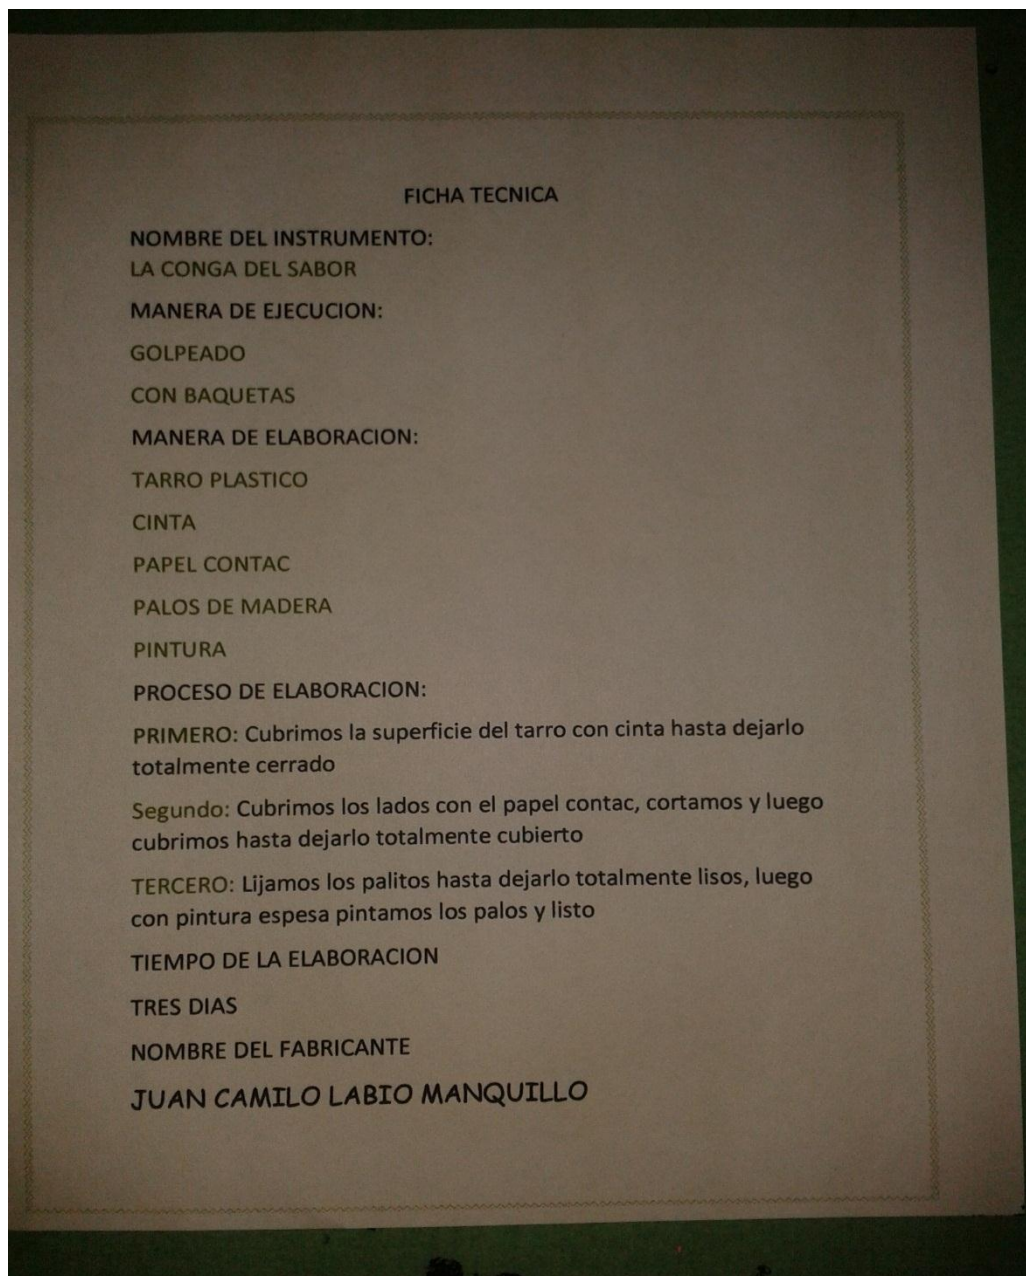 FICHA TECNICA
NOMBRE DEL INSTRUMENTO:
LA CONGA DEL SABOR
MANERA DE EJECUCION:
GOLPEADO
CON BAQUETAS
MANERA DE ELABORACION:
TARRO PLASTICO
CINTA
PAPEL CONTAC
PALOS DE MADERA
PINTURA
PROCESO DE ELABORACION:
PRIMERO: Cubrimos la superficie del tarro con cinta hasta dejarlo
totalmente cerrado
Segundo: Cubrimos los lados con el papel contac, cortamos y luego
cubrimos hasta dejarlo totalmente cubierto
TERCERO: Lijamos los palitos hasta dejarlo totalmente lisos, luego
con pintura espesa pintamos los palos y listo
TIEMPO DE LA ELABORACION
TRES DIAS
NOMBRE DEL FABRICANTE
JUAN CAMILO LABIO MANQUILLO